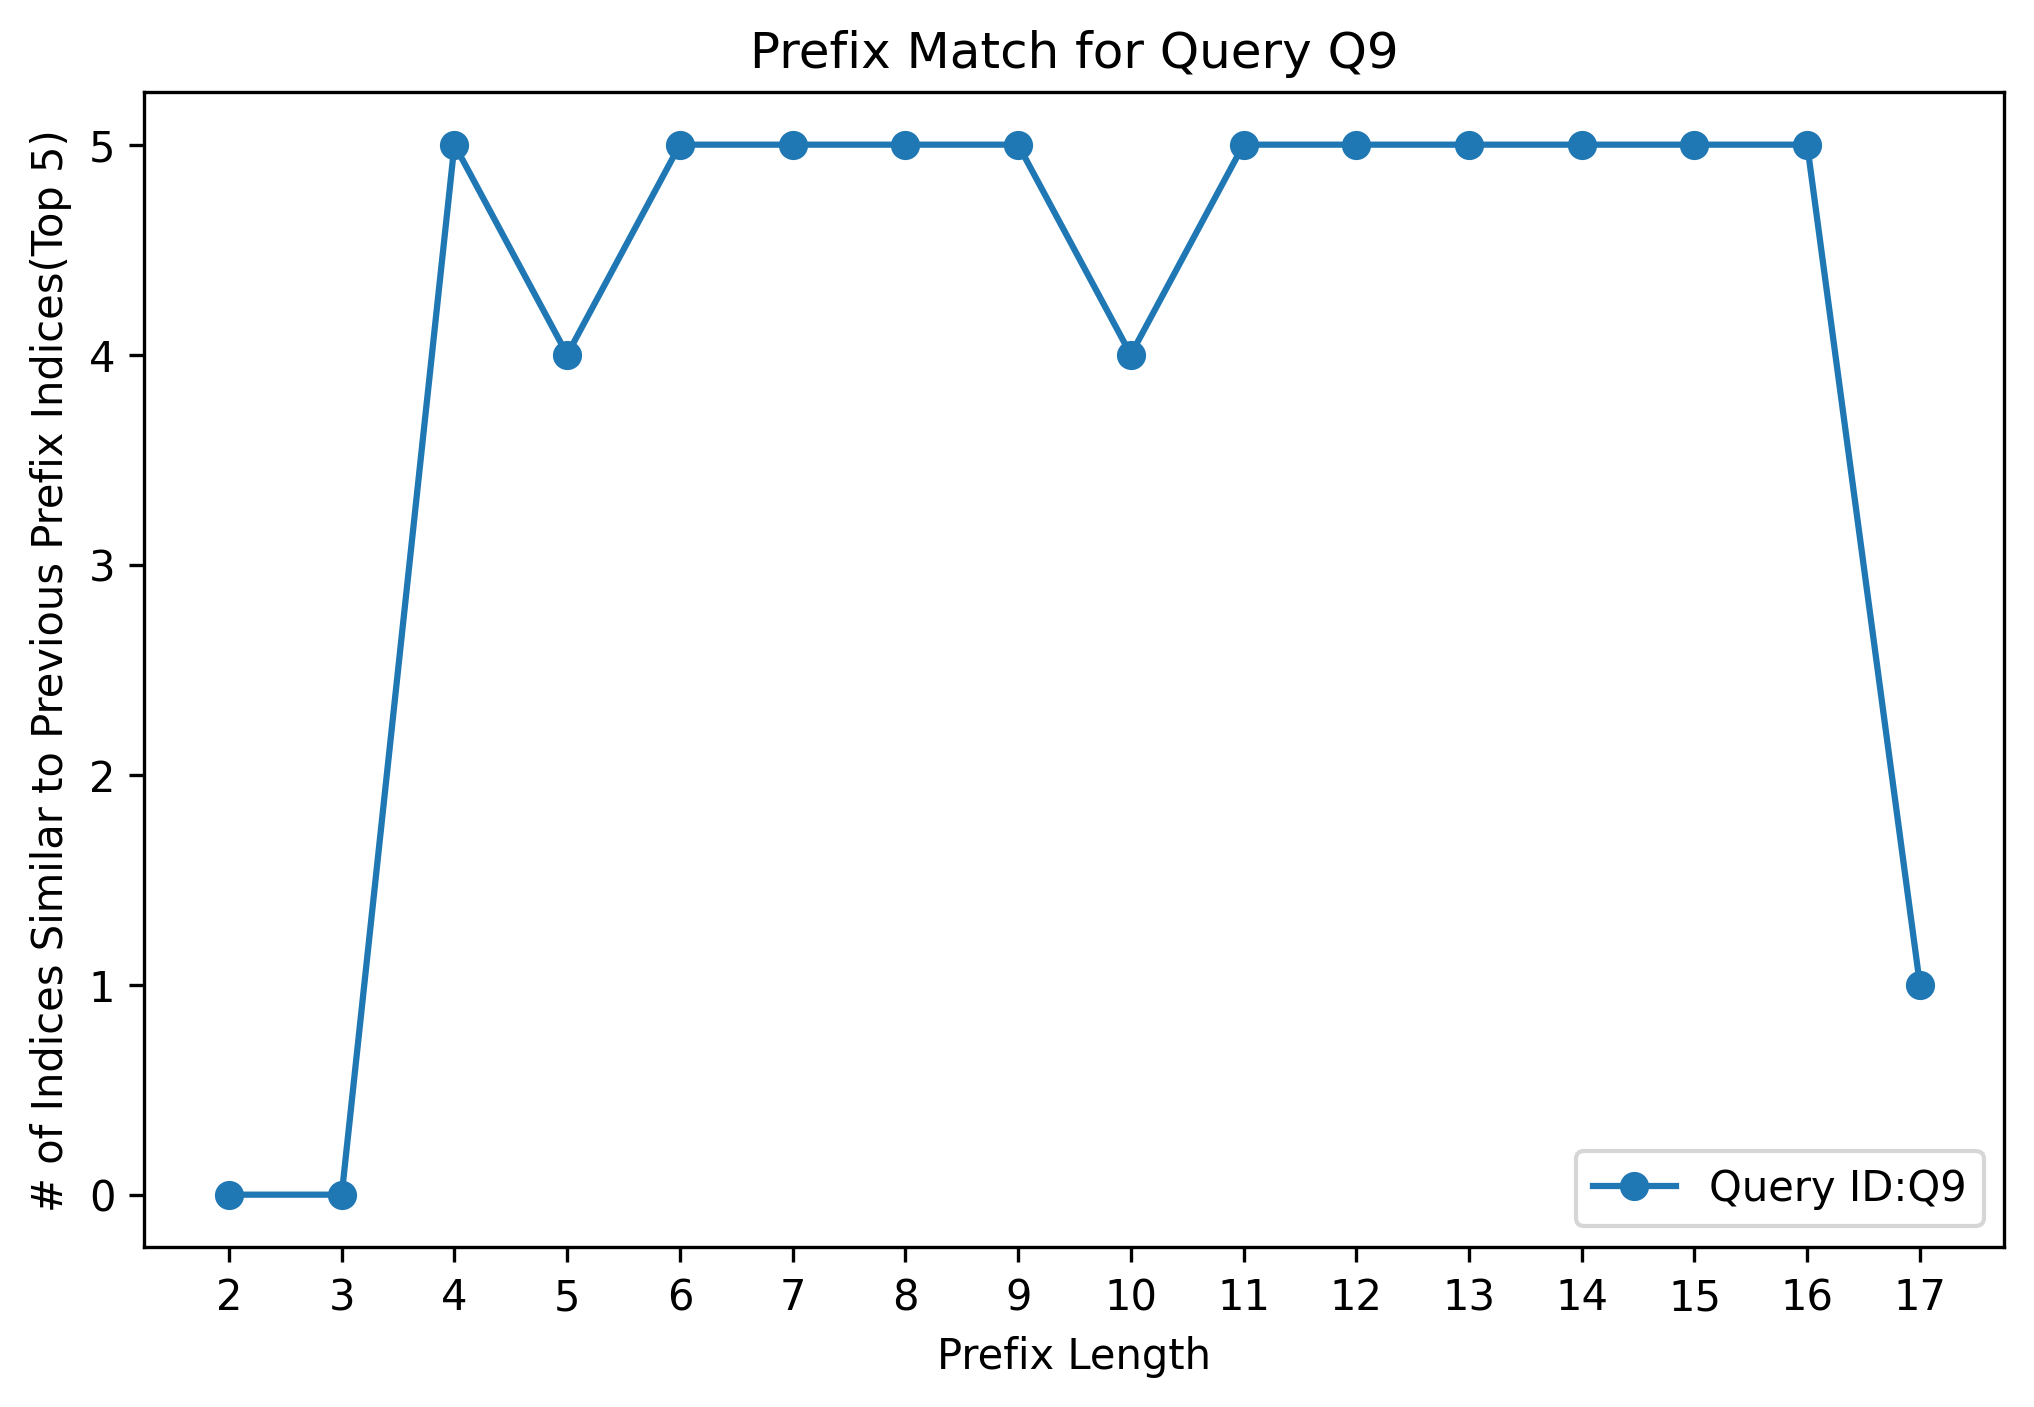 Prefix Match for Query Q9
# of Indices Similar to Previous Prefix Indices(Top 5)
5
4
3
2
1
0
Query ID:Q9
2 3 4 5 6 7 8 9 10 11 12 13 14 15 16 17
Prefix Length